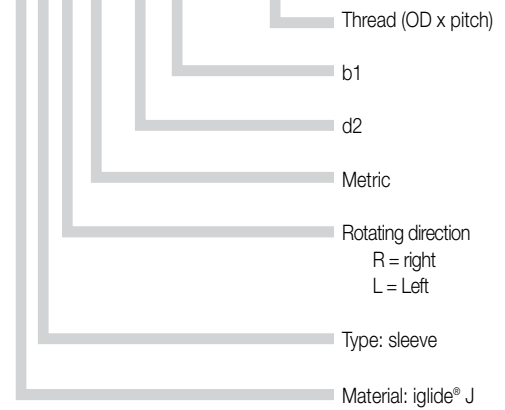 Thread (OD x pitch)
b1
d2
Metric
Rotating direction
R = right
L = Left
Type: sleeve
Material: iglide® J